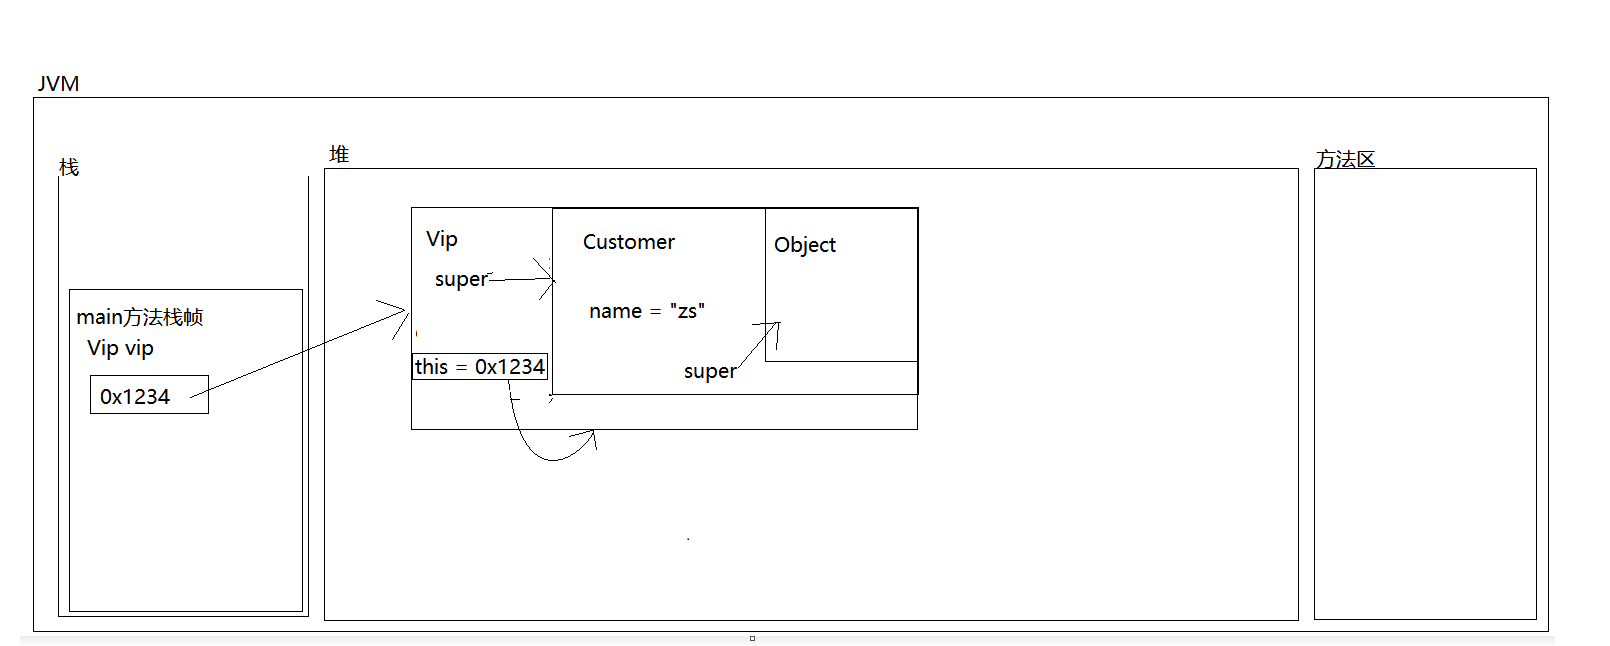 JVM
栈
堆
方法区
main方法栈帧
Vip vip
0x1234
Vip
super
this = 0x1234
Customer
name = "zs"
super
Object